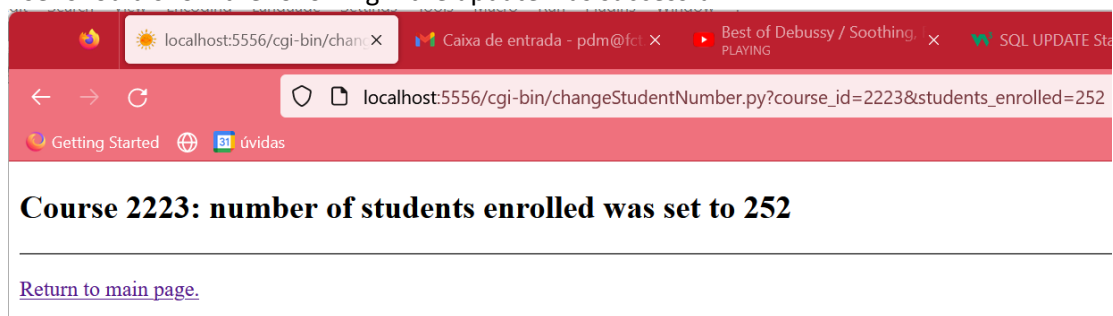 localhost:5556/cgi-bin/chang
Caixa de entrada - pdm@fct
Best of Debussy / Soothing,
PLAYING
SQL UPDATE Sta
localhost:5556/cgi-bin/changeStudentNumber.py?course_id=2223&students_enrolled=252
Getting Started
31 úvidas
Course 2223: number of students enrolled was set to 252
Return to main page.